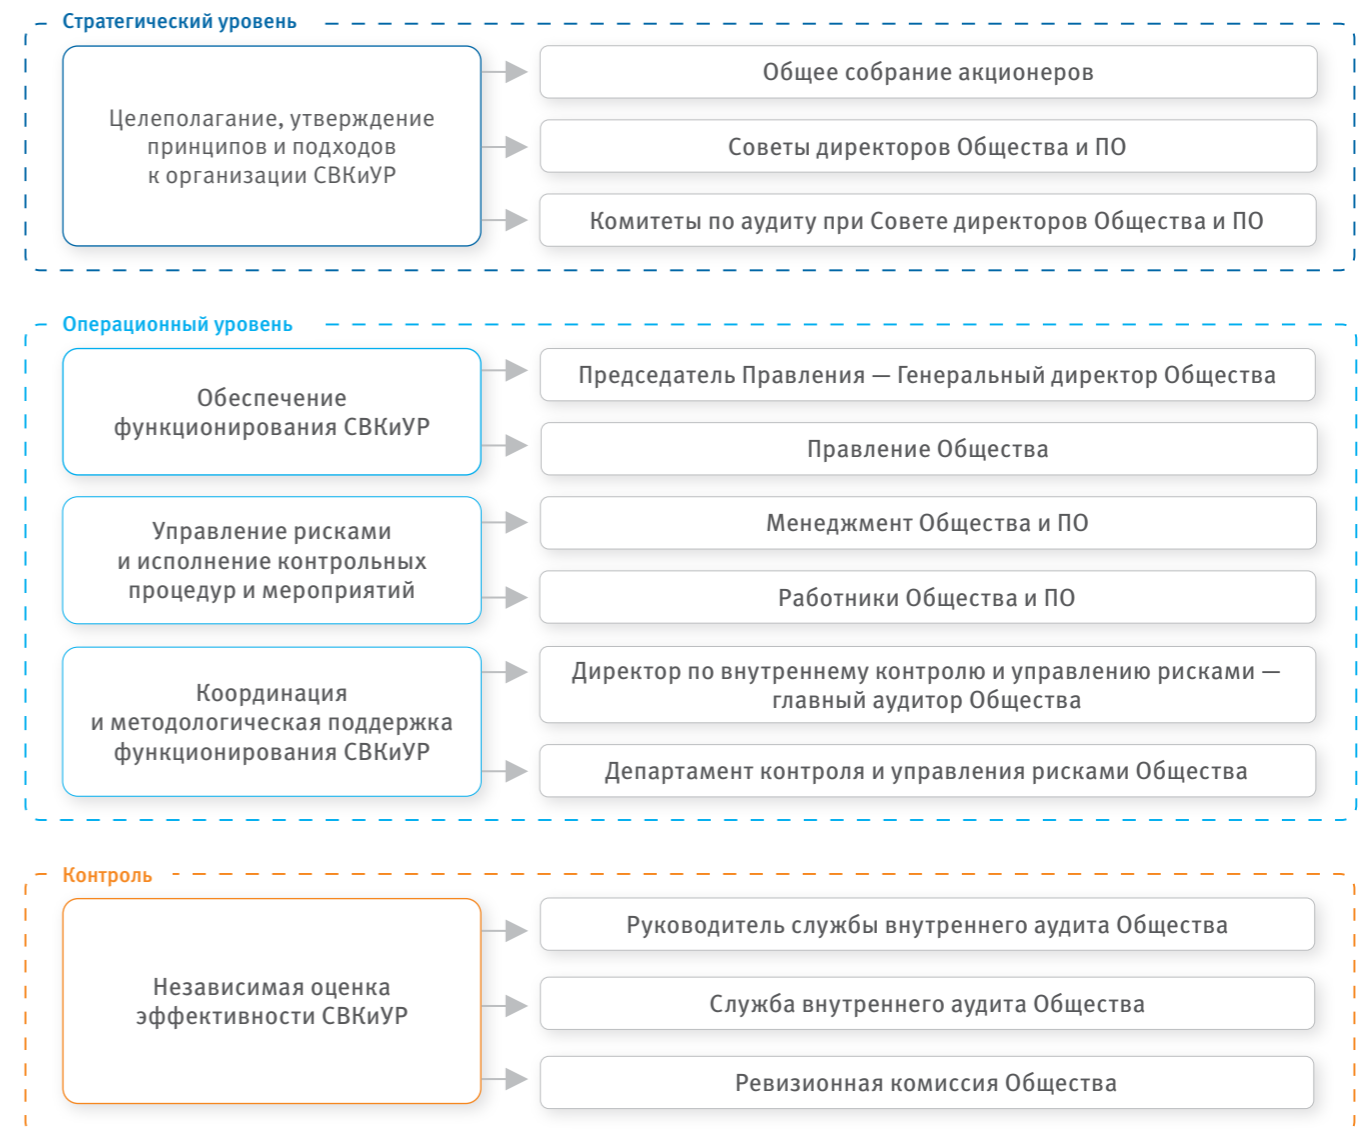 Стратегический уровень
Целеполагание, утверждение
принципов и подходов
к организации СВКиУР
Общее собрание акционеров
Советы директоров Общества и ПО
Комитеты по аудиту при Совете директоров Общества и ПО
Операционный уровень
Обеспечение
функционирования СВКиУР
Председатель Правления — Генеральный директор Общества
Правление Общества
Управление рисками
и исполнение контрольных
процедур и мероприятий
Менеджмент Общества и ПО
Работники Общества и ПО
Координация
и методологическая поддержка
функционирования СВКиУР
Директор по внутреннему контролю и управлению рисками —
главный аудитор Общества
Департамент контроля и управления рисками Общества
Контроль
Независимая оценка
эффективности СВКиУР
Руководитель службы внутреннего аудита Общества
Служба внутреннего аудита Общества
Ревизионная комиссия Общества